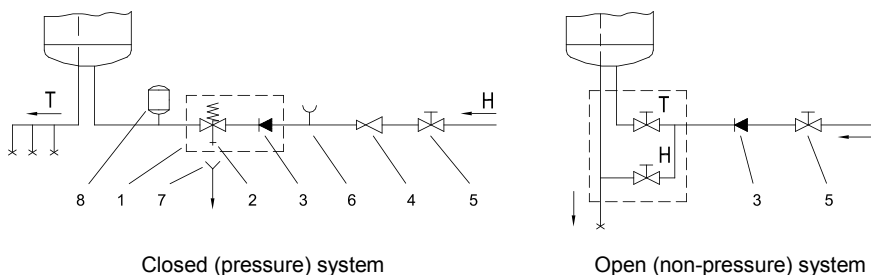 T
H
8 1 7 2 3 6 4 5
Closed (pressure) system
T
H
3 5
Open (non-pressure) system